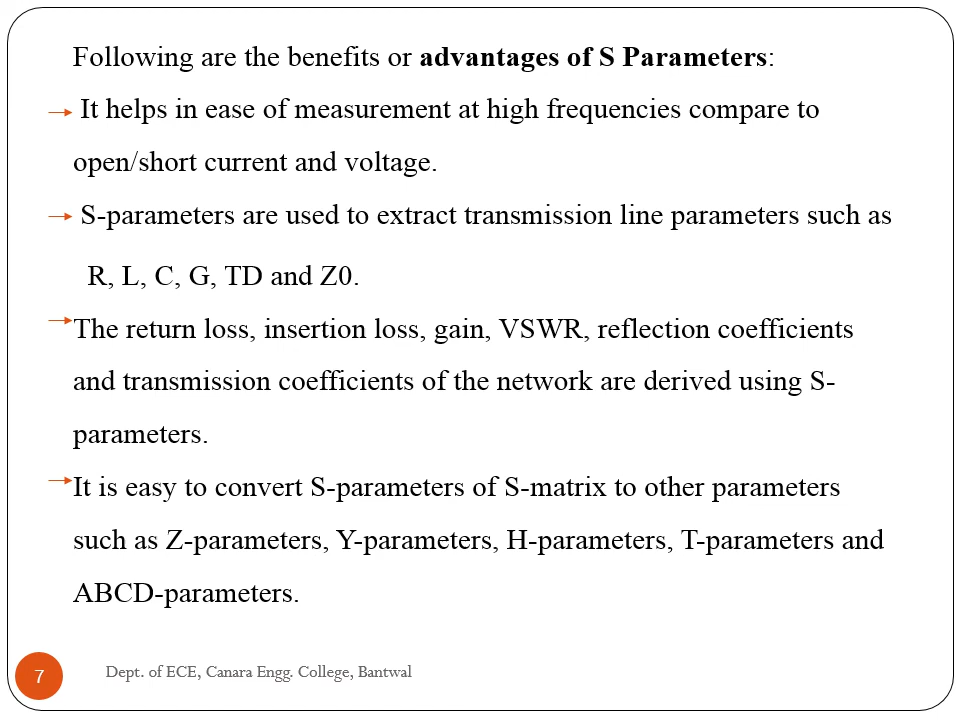 Following are the benefits or advantages of S Parameters:
It helps in ease of measurement at high frequencies compare to
open/short current and voltage.
S-parameters are used to extract transmission line parameters such as
R, L, C, G, TD and Z0.
The return loss, insertion loss, gain, VSWR, reflection coefficients
and transmission coefficients of the network are derived using S-
parameters.
It is easy to convert S-parameters of S-matrix to other parameters
such as Z-parameters, Y-parameters, H-parameters, T-parameters and
ABCD-parameters.
7 Dept. of ECE, Canara Engg. College, Bantwal